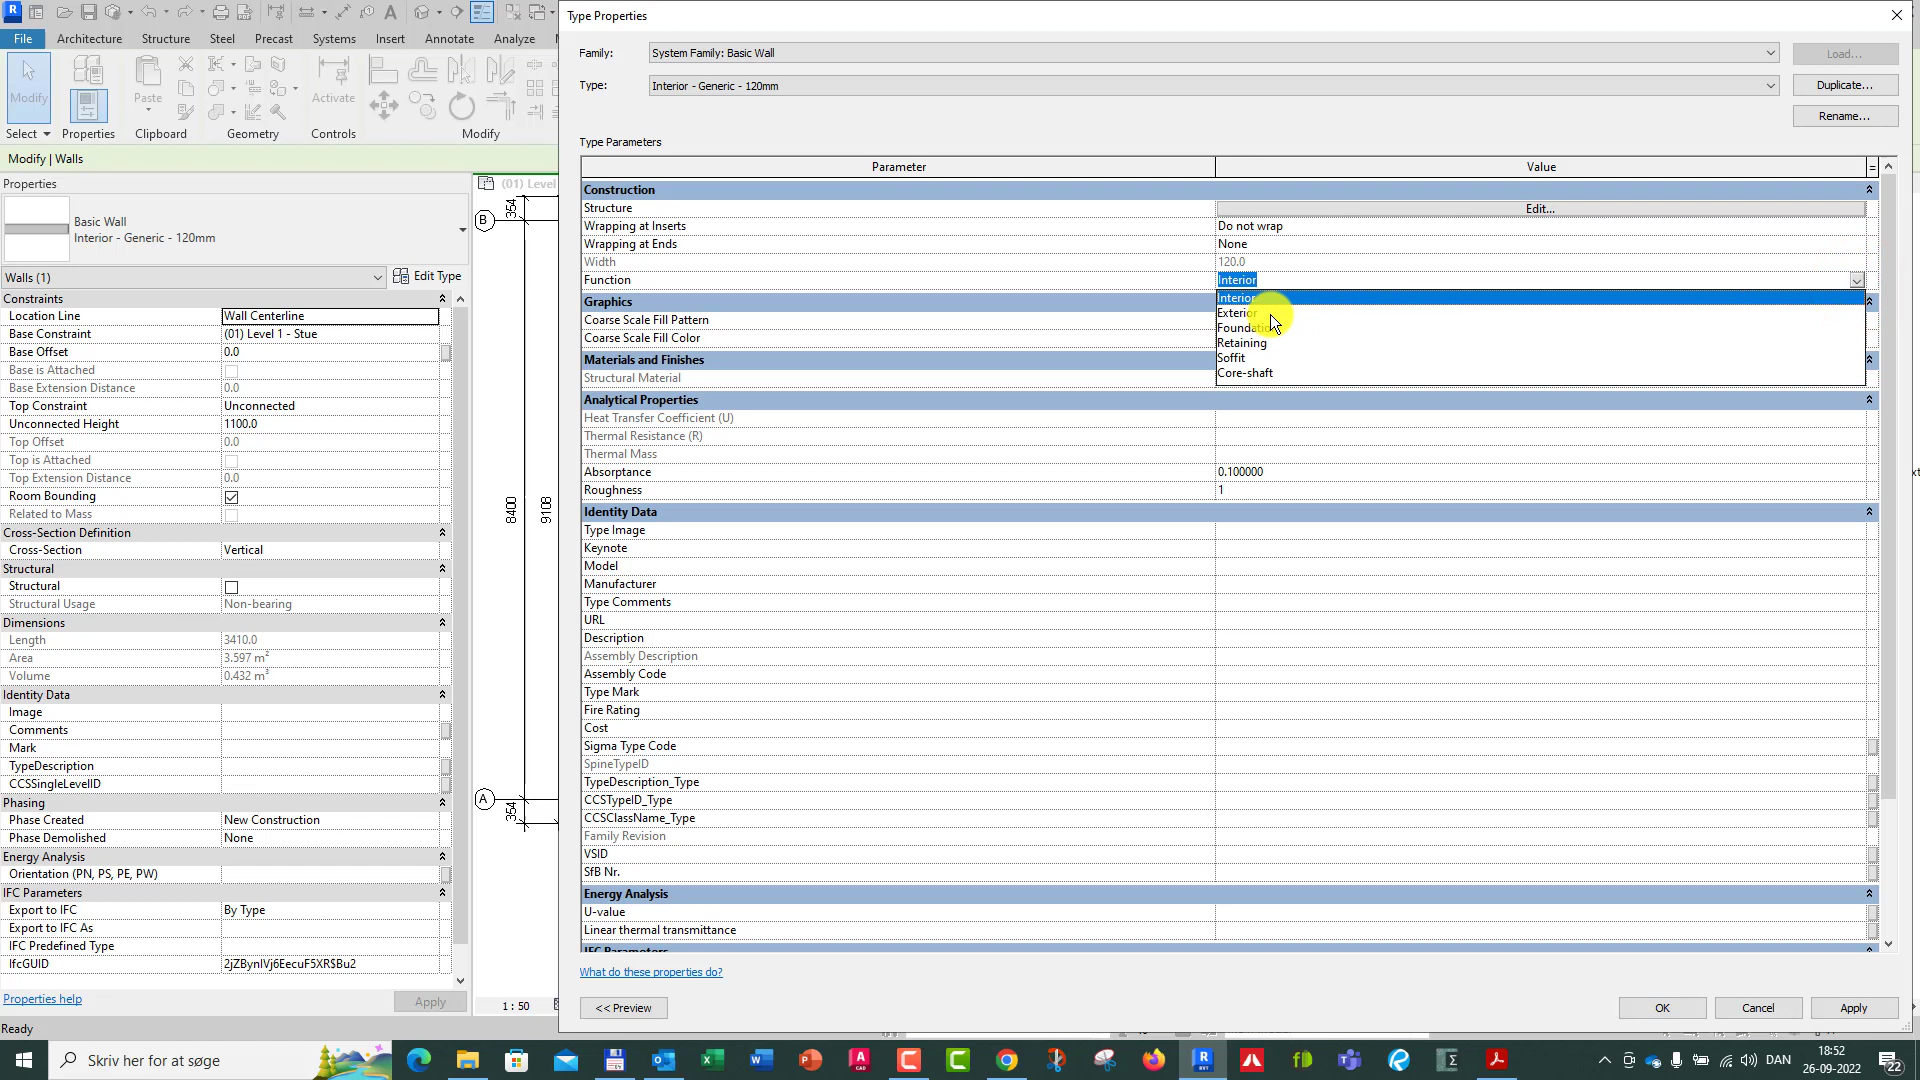 File Architecture Structure Steel Precast Systems Insert Annotate Analyze
Modify Paste Activate
Select Properties Clipboard Geometry Controls Modify
Modify | Walls
Properties
Basic Wall
Interior - Generic - 120mm
Walls (1) Edit Type
Constraints
Location Line Wall Centerline
Base Constraint (01) Level 1 - Stue
Base Offset 0.0
Base is Attached
Base Extension Distance 0.0
Top Constraint Unconnected
Unconnected Height 1100.0
Top Offset 0.0
Top is Attached
Top Extension Distance 0.0
Room Bounding
Related to Mass
Cross-Section Definition
Cross-Section Vertical
Structural
Structural
Structural Usage Non-bearing
Dimensions
Length 3410.0
Area 3.597 m²
Volume 0.432 m³
Identity Data
Image
Comments
Mark
TypeDescription
CCSSingleLevelID
Phasing
Phase Created New Construction
Phase Demolished None
Energy Analysis
Orientation (PN, PS, PE, PW)
IFC Parameters
Export to IFC By Type
Export to IFC As
IFC Predefined Type
IfcGUID 2jZBynIVj6EecuF5XR$Bu2
Properties help Apply
Ready
(01) Level
354
B
8400
9108
A
354
1 : 50
Type Properties
Family: System Family: Basic Wall Load...
Type: Interior - Generic - 120mm Duplicate...
Rename...
Type Parameters
Parameter Value =
Construction
Structure Edit...
Wrapping at Inserts Do not wrap
Wrapping at Ends None
Width 120.0
Function Interior
Interior
Exterior
Foundation
Retaining
Soffit
Core-shaft
Graphics
Coarse Scale Fill Pattern
Coarse Scale Fill Color
Materials and Finishes
Structural Material
Analytical Properties
Heat Transfer Coefficient (U)
Thermal Resistance (R)
Thermal Mass
Absorptance 0.100000
Roughness 1
Identity Data
Type Image
Keynote
Model
Manufacturer
Type Comments
URL
Description
Assembly Description
Assembly Code
Type Mark
Fire Rating
Cost
Sigma Type Code
SpineTypeID
TypeDescription_Type
CCSTypeID_Type
CCSClassName_Type
Family Revision
VSID
SfB Nr.
Energy Analysis
U-value
Linear thermal transmittance
IFC Parameters
What do these properties do?
<< Preview OK Cancel Apply
Skriv her for at søge
DAN
18:52
26-09-2022
22